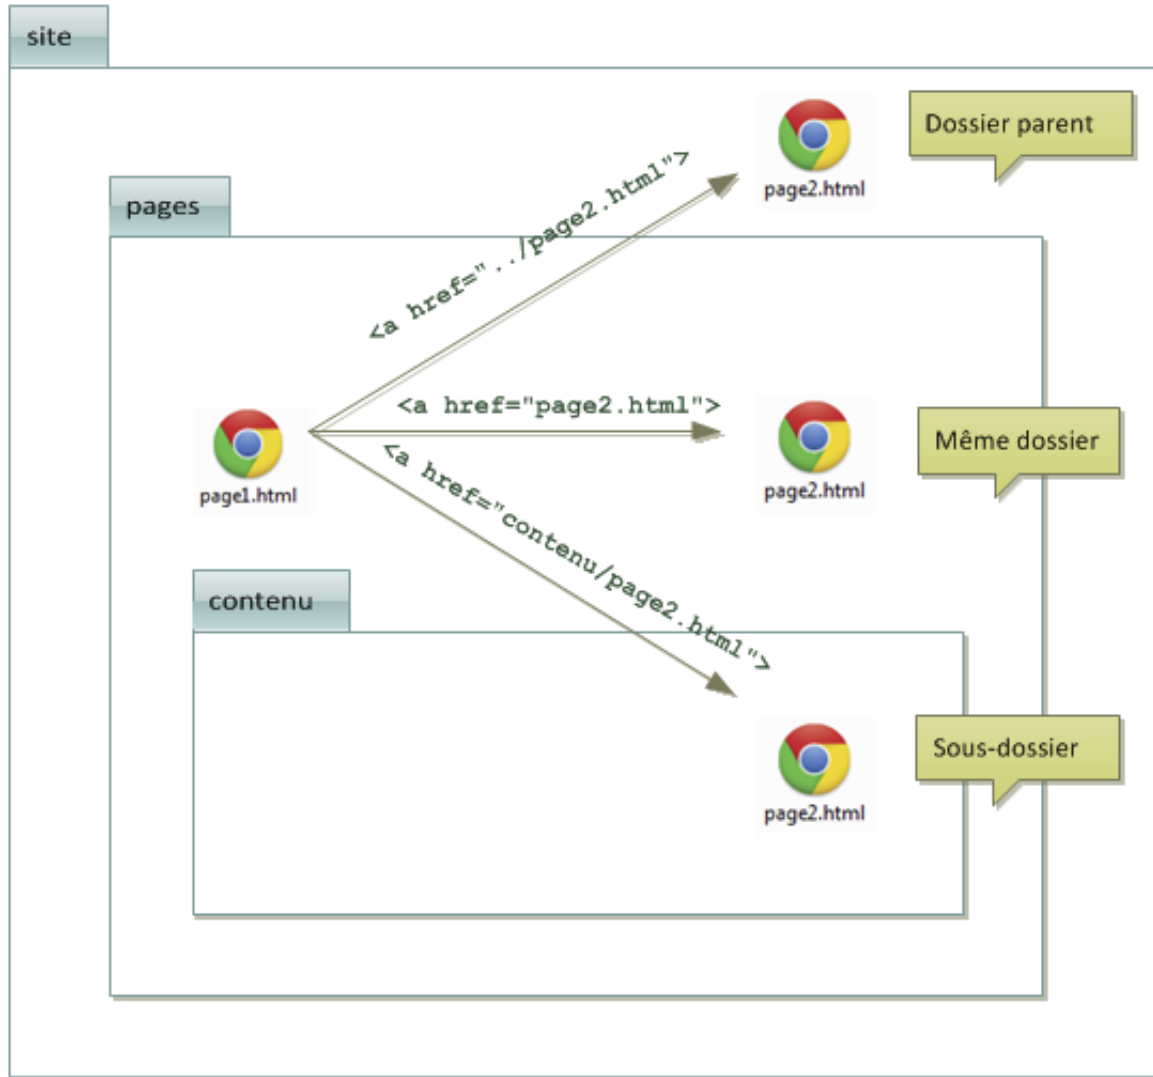 site
Dossier parent
page2.html
pages
<a href="../page2.html">
<a href="page2.html">
page1.html
page2.html
Même dossier
<a href="contenu/page2.html">
contenu
page2.html
Sous-dossier